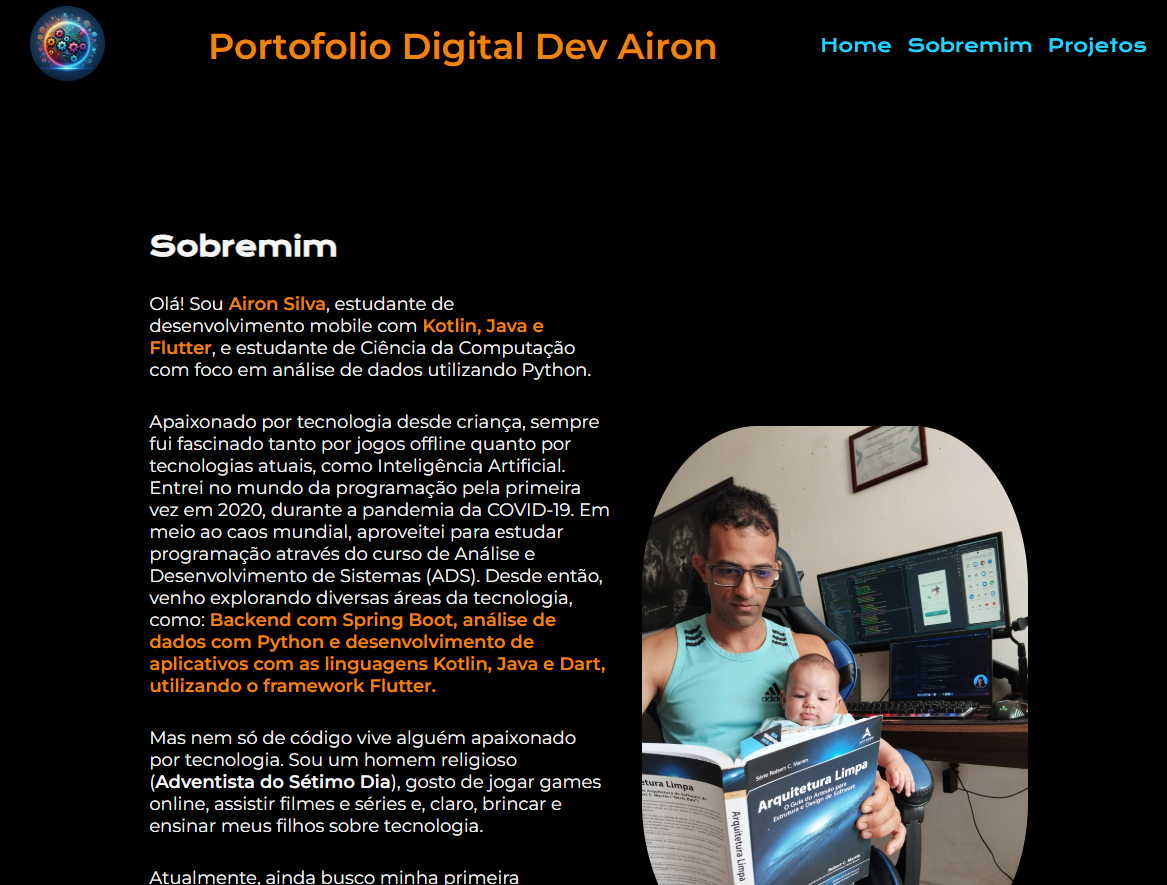 Portofolio Digital Dev Airon
Home Sobremim Projetos
Sobremim
Olá! Sou Airon Silva, estudante de
desenvolvimento mobile com Kotlin, Java e
Flutter, e estudante de Ciência da Computação
com foco em análise de dados utilizando Python.
Apaixonado por tecnologia desde criança, sempre
fui fascinado tanto por jogos offline quanto por
tecnologias atuais, como Inteligência Artificial.
Entrei no mundo da programação pela primeira
vez em 2020, durante a pandemia da COVID-19. Em
meio ao caos mundial, aproveitei para estudar
programação através do curso de Análise e
Desenvolvimento de Sistemas (ADS). Desde então,
venho explorando diversas áreas da tecnologia,
como: Backend com Spring Boot, análise de
dados com Python e desenvolvimento de
aplicativos com as linguagens Kotlin, Java e Dart,
utilizando o framework Flutter.
Mas nem só de código vive alguém apaixonado
por tecnologia. Sou um homem religioso
(Adventista do Sétimo Dia), gosto de jogar games
online, assistir filmes e séries e, claro, brincar e
ensinar meus filhos sobre tecnologia.
Atualmente, ainda busco minha primeira
adidas
Série Robert C. Martin
Arquitetura Limpa
O Guia do Artesão para
Estrutura e Design de Software
Robert C. Martin
Arquitetura Limpa
etura Limpa